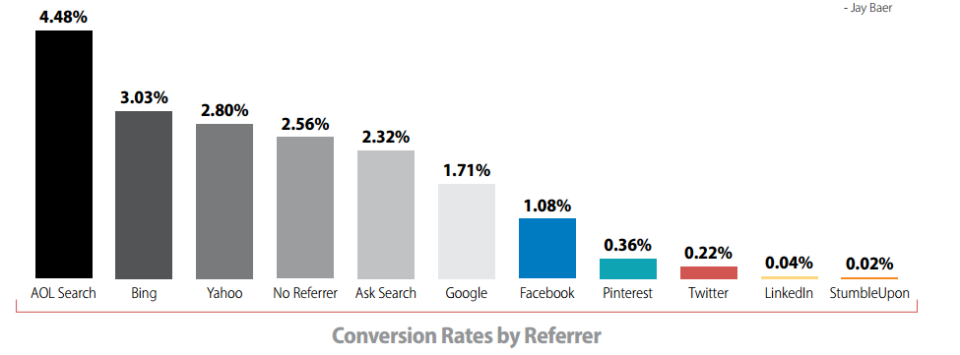 - Jay Baer
4.48%
3.03%
2.80%
2.56%
2.32%
1.71%
1.08%
0.36%
0.22%
0.04%
0.02%
AOL Search
Bing
Yahoo
No Referrer
Ask Search
Google
Facebook
Pinterest
Twitter
LinkedIn
StumbleUpon
Conversion Rates by Referrer